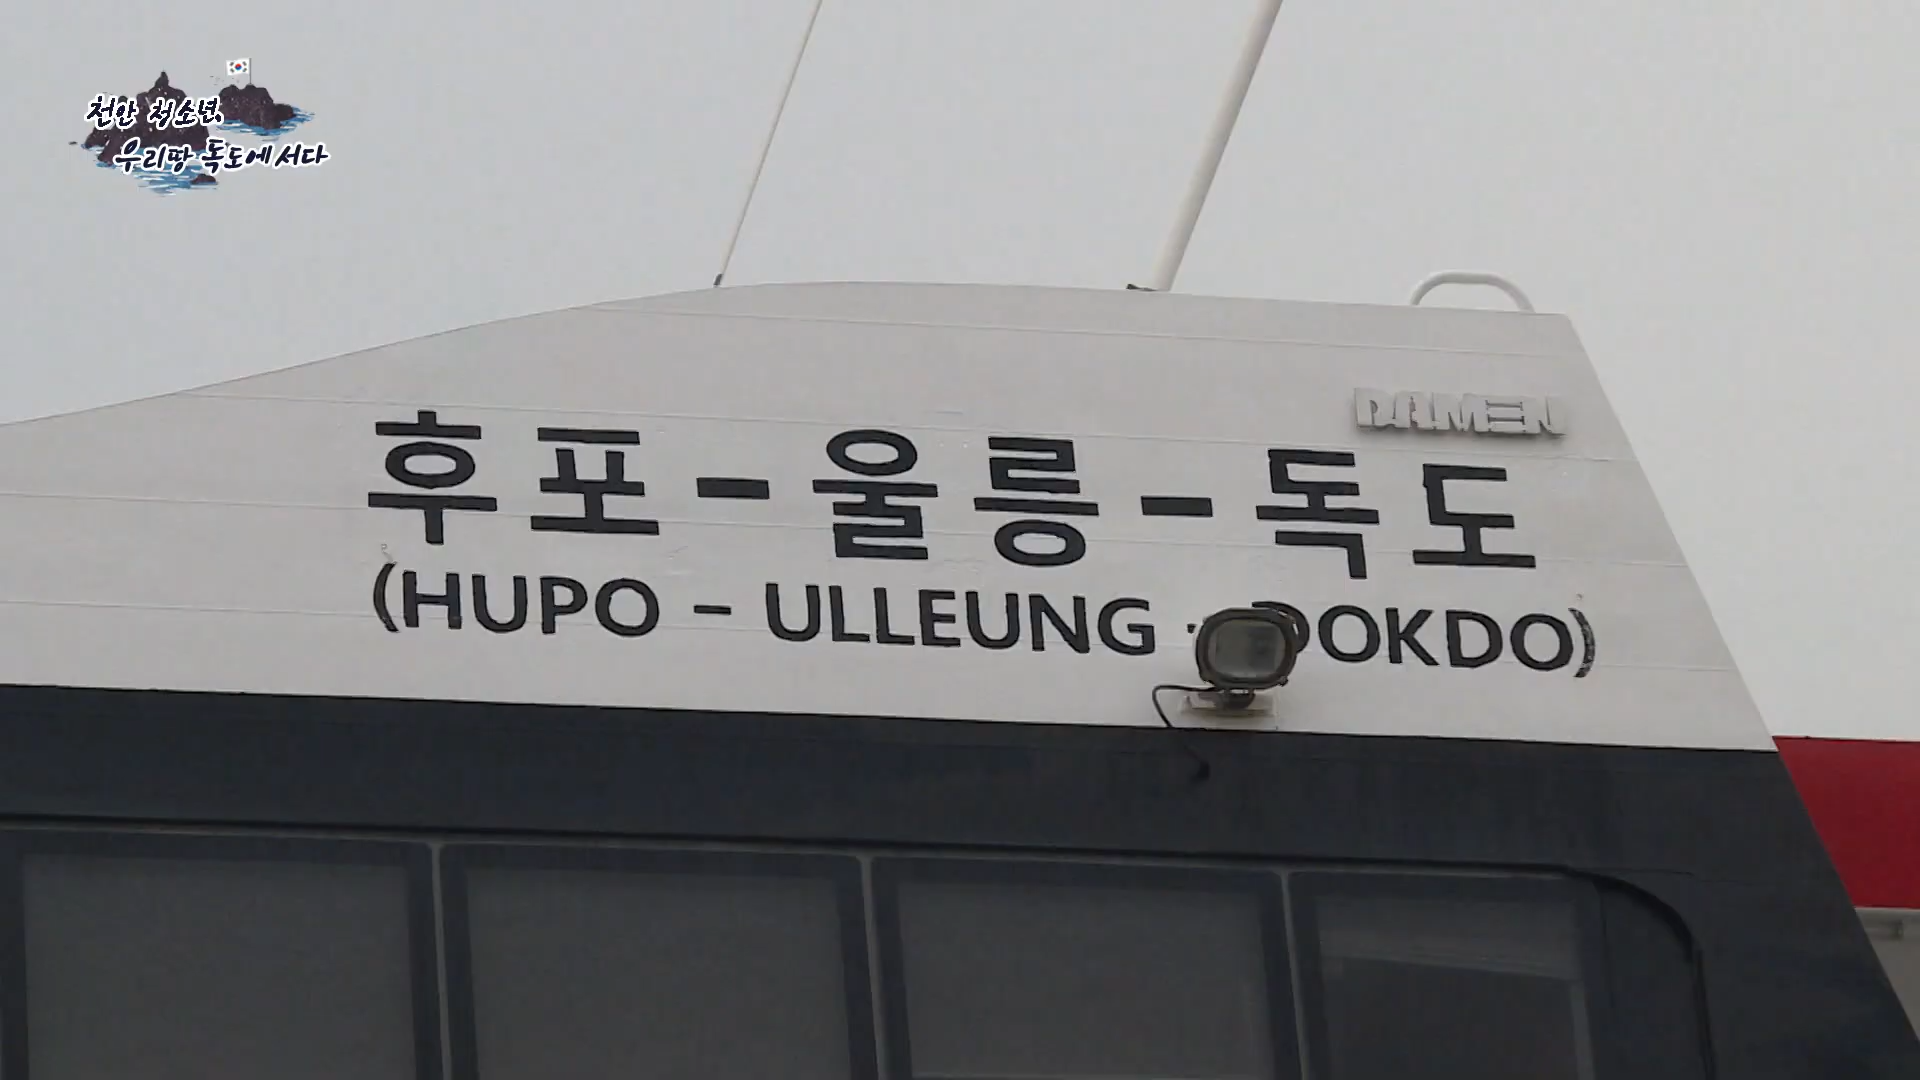 천안 청소년,
우리땅 독도에 서다
DAMEN
후포-울릉-독도
(HUPO - ULLEUNG - DOKDO)